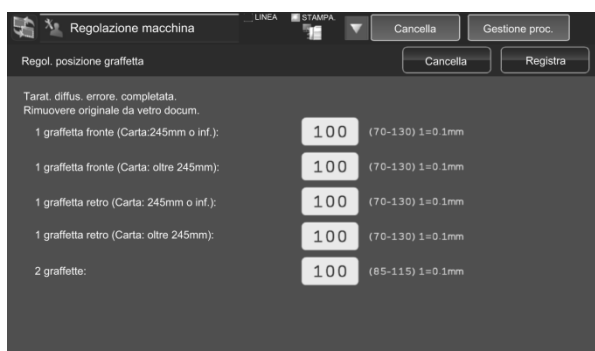 Regolazione macchina
LINEA
STAMPA.
Cancella
Gestione proc.
Regol. posizione graffetta
Cancella
Registra
Tarat. diffus. errore. completata.
Rimuovere originale da vetro docum.
1 graffetta fronte (Carta:245mm o inf.): 100 (70-130) 1=0.1mm
1 graffetta fronte (Carta: oltre 245mm): 100 (70-130) 1=0.1mm
1 graffetta retro (Carta: 245mm o inf.): 100 (70-130) 1=0.1mm
1 graffetta retro (Carta: oltre 245mm): 100 (70-130) 1=0.1mm
2 graffette: 100 (85-115) 1=0.1mm